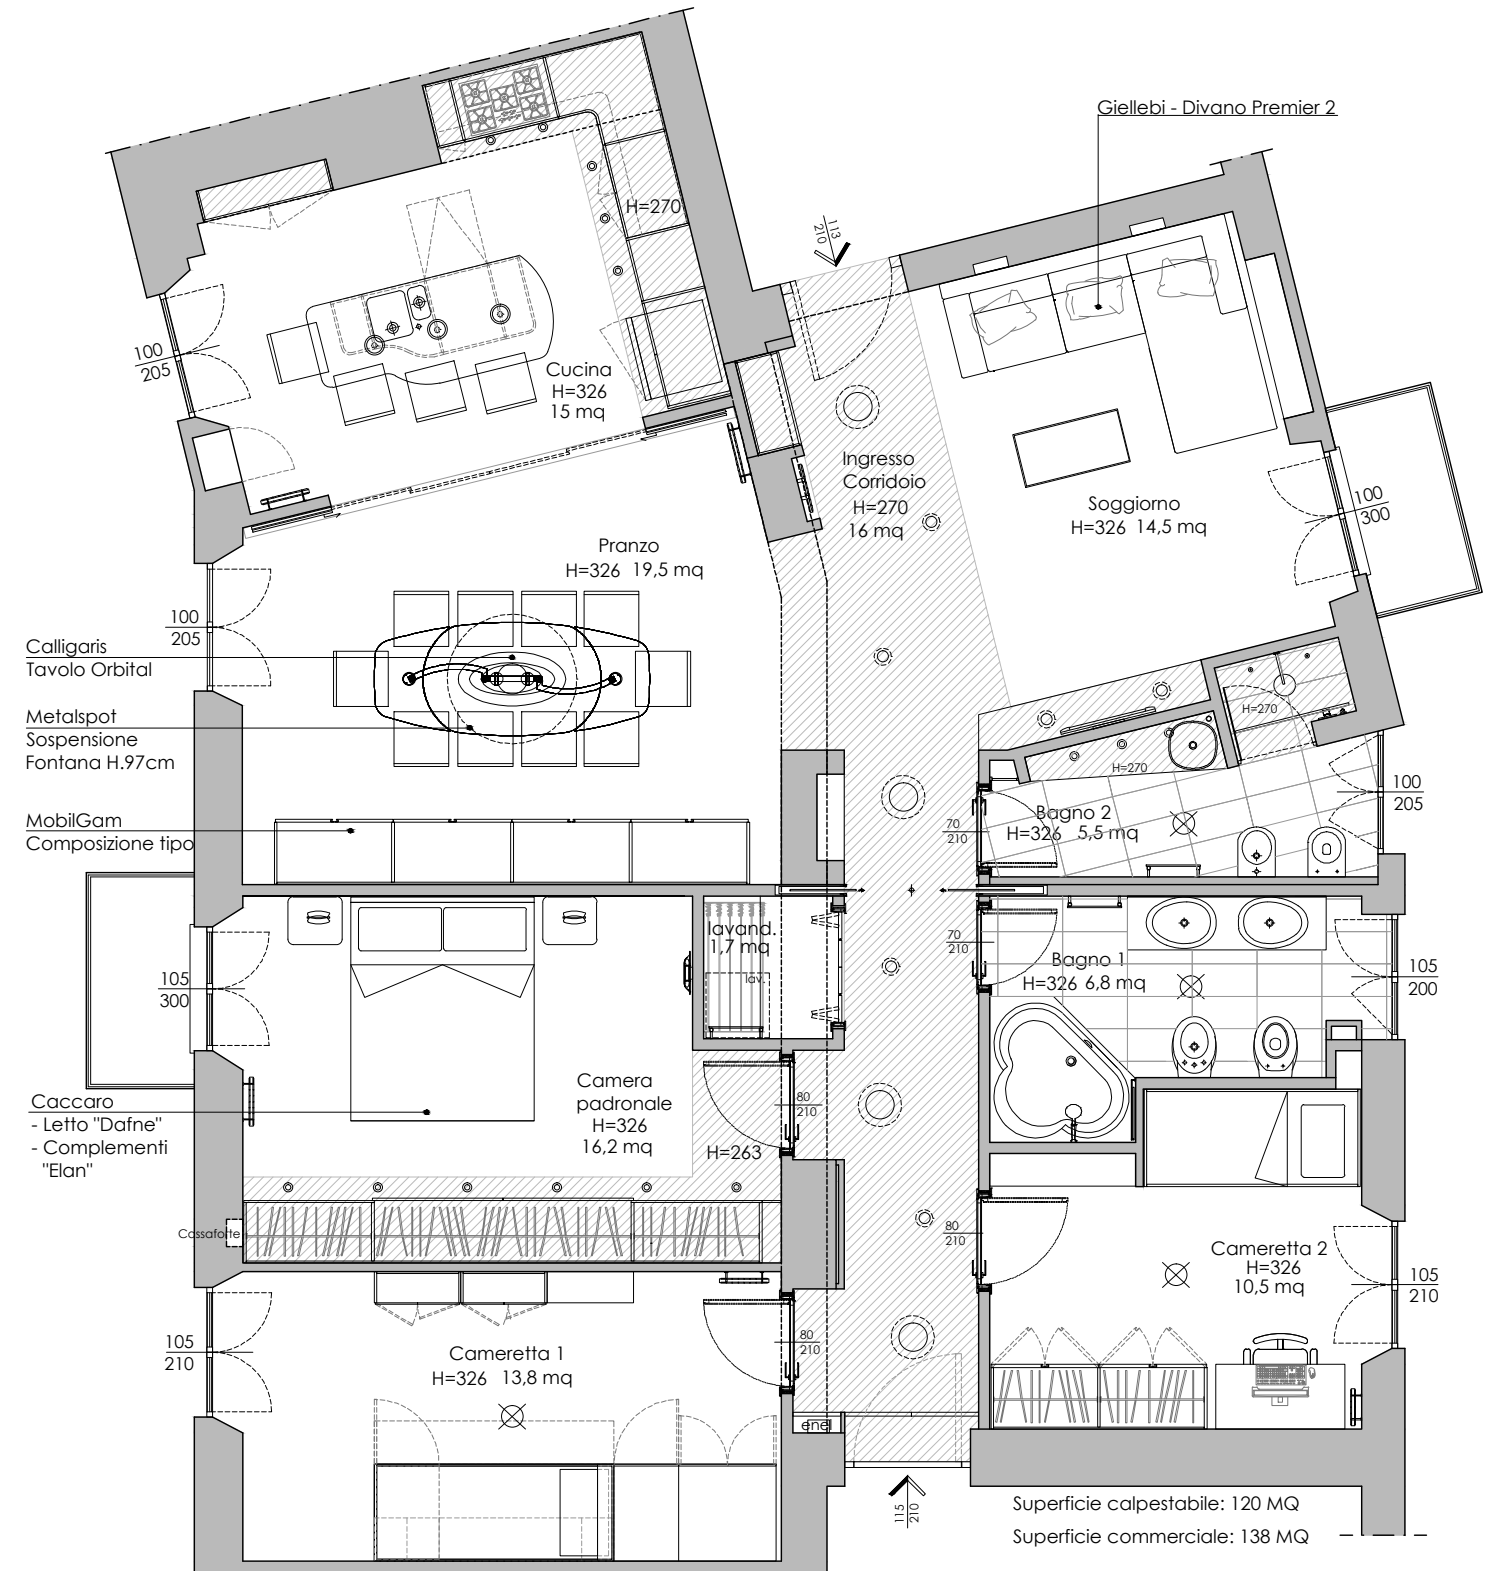 Giellebi - Divano Premier 2
H=270
113
210
100
205
Cucina
H=326
15 mq
Ingresso
Corridoio
H=270
16 mq
Soggiorno
H=326 14,5 mq
100
300
Pranzo
H=326 19,5 mq
100
205
Calligaris
Tavolo Orbital
Metalspot
Sospensione
Fontana H.97cm
MobilGam
Composizione tipo
H=270
H=270
Bagno 2
H=326 5,5 mq
70
210
100
205
lavand.
1,7 mq
lav.
70
210
Bagno 1
H=326 6,8 mq
105
200
105
300
Caccaro
- Letto "Dafne"
- Complementi
"Elan"
Camera
padronale
H=326
16,2 mq
H=263
80
210
Cassaforte
80
210
Cameretta 2
H=326
10,5 mq
105
210
105
210
Cameretta 1
H=326 13,8 mq
80
210
enel
115
210
Superficie calpestabile: 120 MQ
Superficie commerciale: 138 MQ